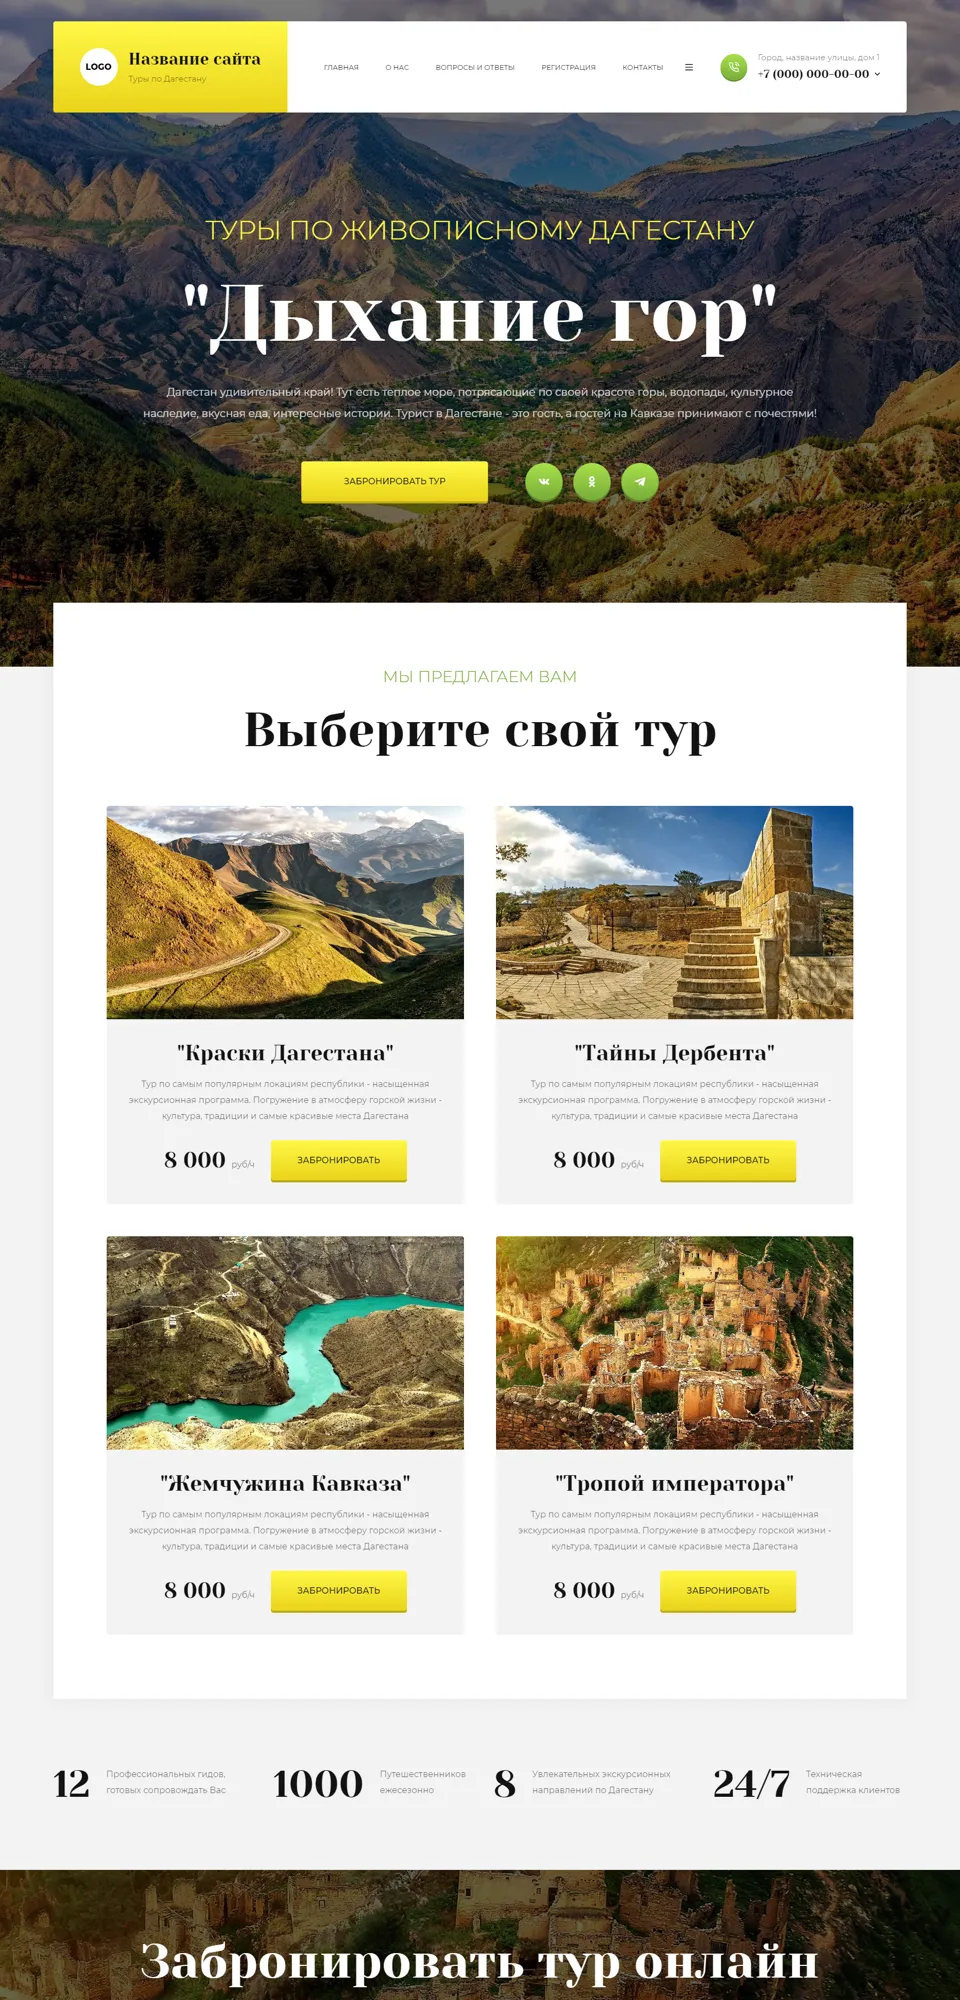 LOGO
Название сайта
Туры по Дагестану
ГЛАВНАЯ
О НАС
ВОПРОСЫ И ОТВЕТЫ
РЕГИСТРАЦИЯ
КОНТАКТЫ
Город, название улицы, дом 1
+7 (000) 000-00-00
ТУРЫ ПО ЖИВОПИСНОМУ ДАГЕСТАНУ
"Дыхание гор"
Дагестан удивительный край! Тут есть теплое море, потрясающие по своей красоте горы, водопады, культурное
наследие, вкусная еда, интересные истории. Турист в Дагестане - это гость, а гостей на Кавказе принимают с почестями!
ЗАБРОНИРОВАТЬ ТУР
МЫ ПРЕДЛАГАЕМ ВАМ
Выберите свой тур
"Краски Дагестана"
Тур по самым популярным локациям республики - насыщенная
экскурсионная программа. Погружение в атмосферу горской жизни -
культура, традиции и самые красивые места Дагестана
8 000 руб/ч
ЗАБРОНИРОВАТЬ
"Тайны Дербента"
Тур по самым популярным локациям республики - насыщенная
экскурсионная программа. Погружение в атмосферу горской жизни -
культура, традиции и самые красивые места Дагестана
8 000 руб/ч
ЗАБРОНИРОВАТЬ
"Жемчужина Кавказа"
Тур по самым популярным локациям республики - насыщенная
экскурсионная программа. Погружение в атмосферу горской жизни -
культура, традиции и самые красивые места Дагестана
8 000 руб/ч
ЗАБРОНИРОВАТЬ
"Тропой императора"
Тур по самым популярным локациям республики - насыщенная
экскурсионная программа. Погружение в атмосферу горской жизни -
культура, традиции и самые красивые места Дагестана
8 000 руб/ч
ЗАБРОНИРОВАТЬ
12
Профессиональных гидов,
готовых сопровождать Вас
1000
Путешественников
ежесезонно
8
Увлекательных экскурсионных
направлений по Дагестану
24/7
Техническая
поддержка клиентов
Забронировать тур онлайн